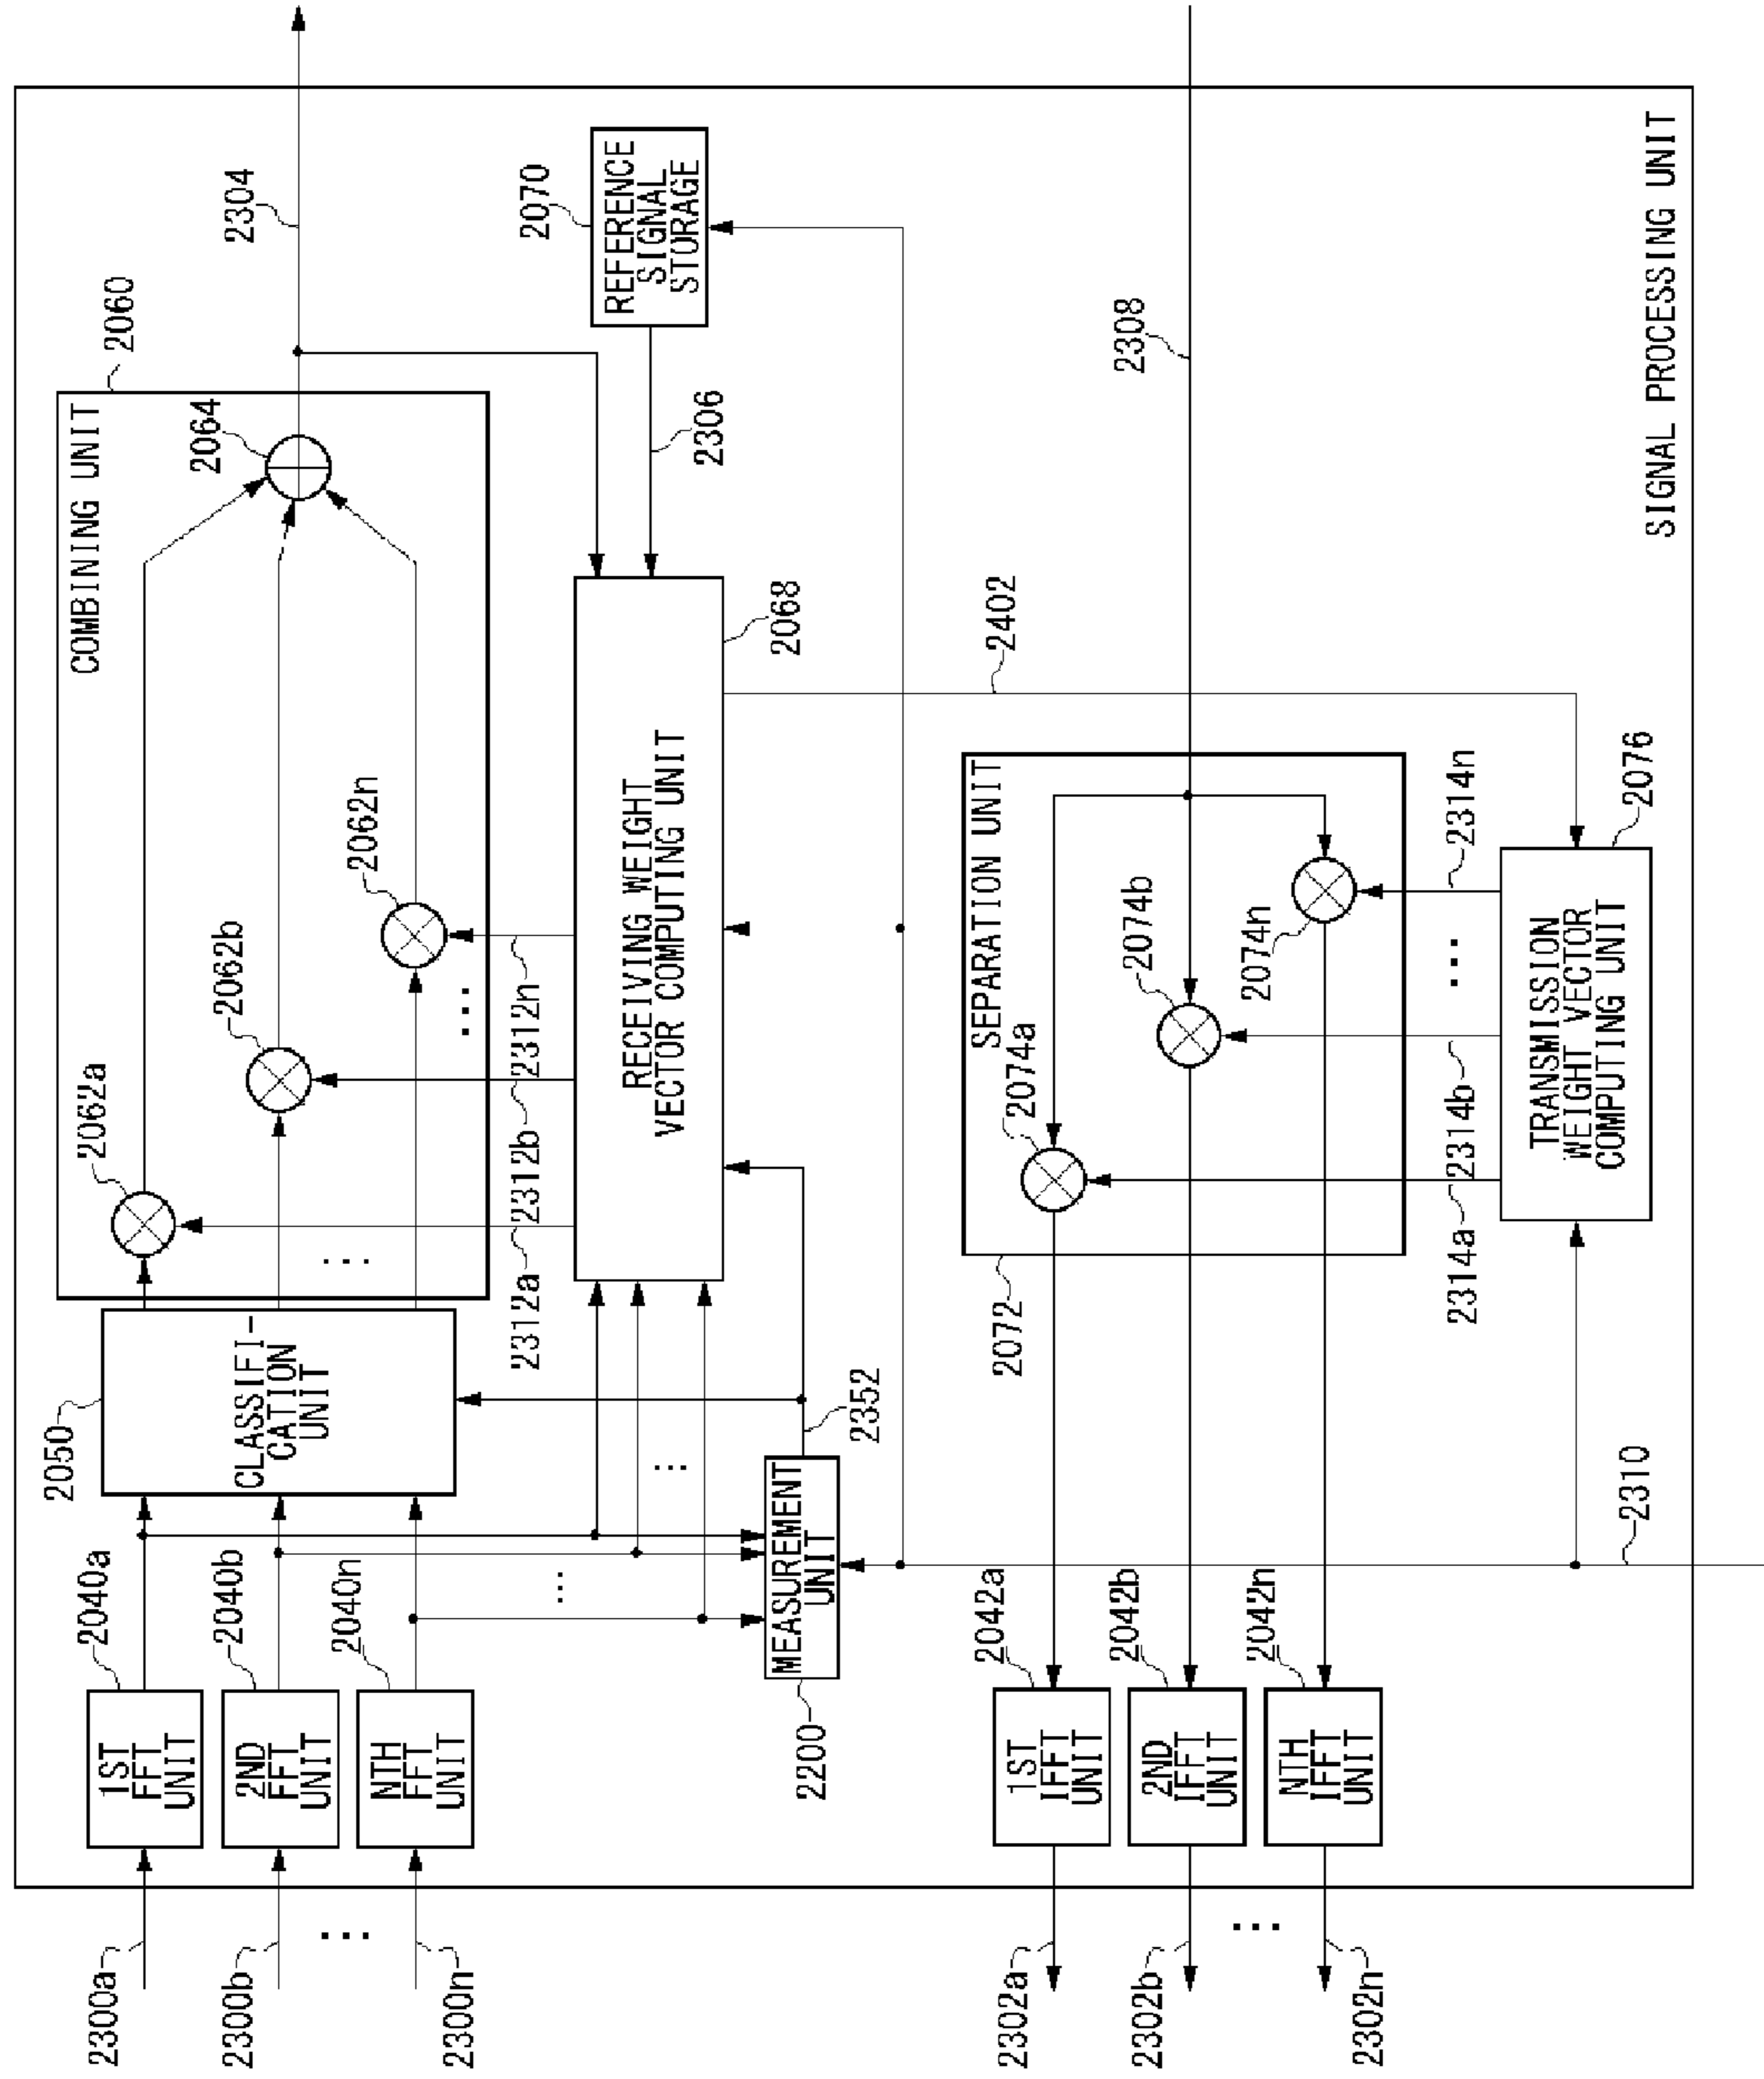 2300a
2300b
2300n
1ST
FFT
UNIT
2040a
2ND
FFT
UNIT
2040b
NTH
FFT
UNIT
2040n
2050
CLASSIFI-
CATION
UNIT
COMBINING UNIT
2060
2062a
2062b
2062n
2064
2304
2312a
2312b
2312n
RECEIVING WEIGHT
VECTOR COMPUTING UNIT
2068
2306
2070
REFERENCE
SIGNAL
STORAGE
MEASUREMENT
UNIT
2200
2352
2402
2302a
2302b
2302n
1ST
IFFT
UNIT
2042a
2ND
IFFT
UNIT
2042b
NTH
IFFT
UNIT
2042n
2072
SEPARATION UNIT
2074a
2074b
2074n
2308
2314a
2314b
2314n
TRANSMISSION
WEIGHT VECTOR
COMPUTING UNIT
2076
2310
SIGNAL PROCESSING UNIT